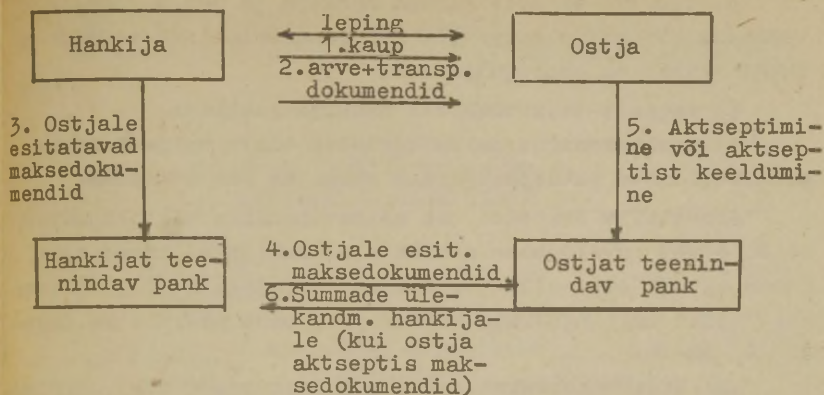 leping
Hankija
Ostja
1.kaup
2.arve+transp.
dokumendid
3. Ostjale
esitatavad
maksedoku-
mendid
5. Aktseptimi-
ne või aktsep-
tist keeldumi-
ne
Hankijat tee-
nindav pank
4.Ostjale esit.
maksedokumendid
Ostjat teenin-
dav pank
6.Summade üle-
kandm. hankija-
le (kui ostja
aktseptis mak-
sedokumendid)